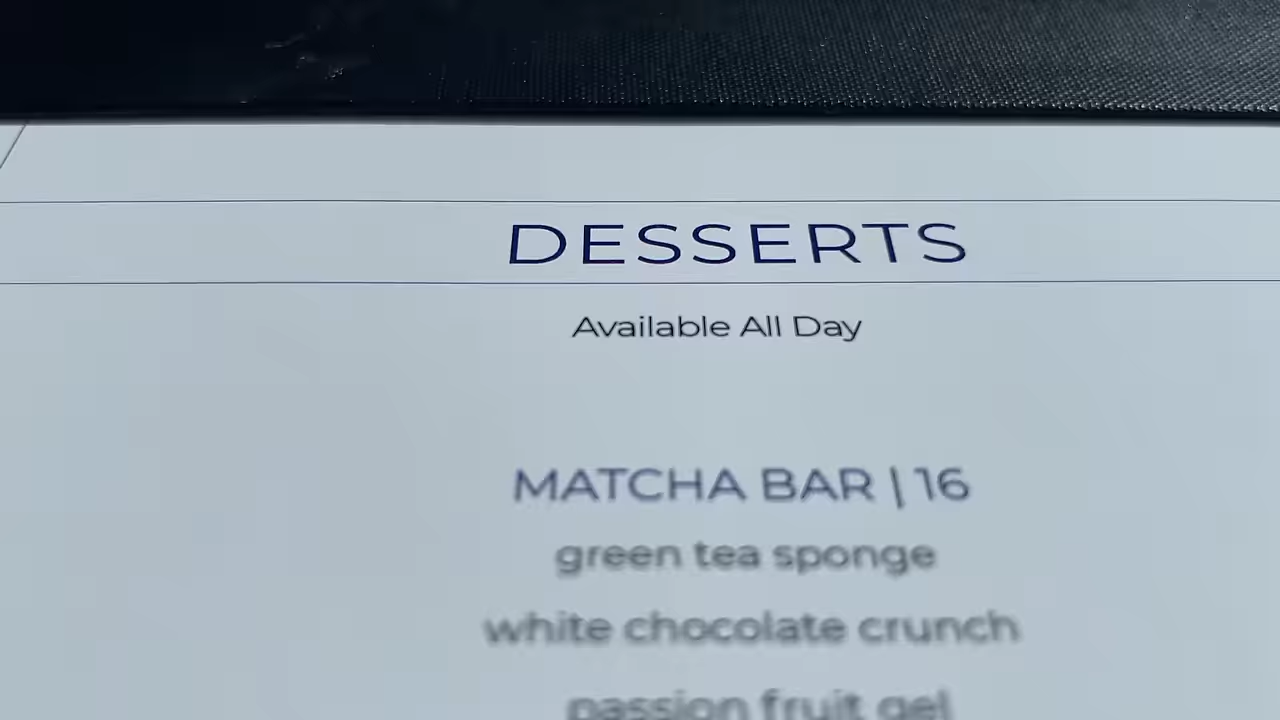 DESSERTS
Available All Day
MATCHA BAR | 16
green tea sponge
white chocolate crunch
passion fruit gel